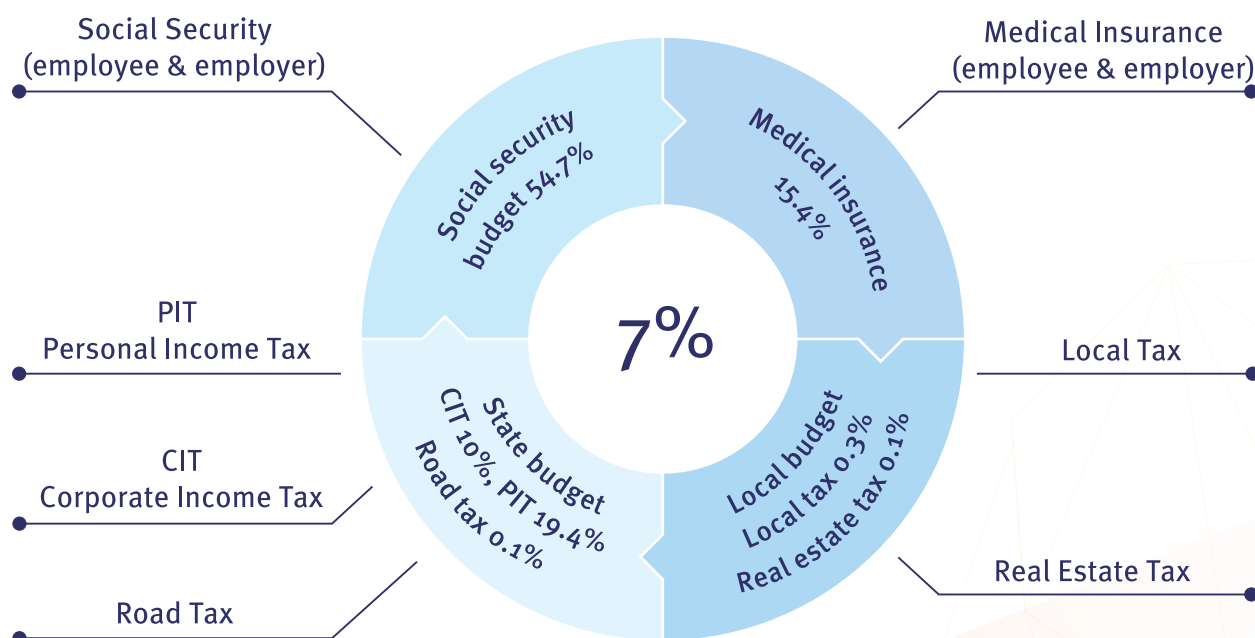 Social Security
(employee & employer)
Medical Insurance
(employee & employer)
Social security
budget 54.7%
Medical insurance
15.4%
7%
PIT
Personal Income Tax
Local Tax
CIT
Corporate Income Tax
State budget
CIT 10%, PIT 19.4%
Road tax 0.1%
Local budget
Local tax 0.3%
Real estate tax 0.1%
Real Estate Tax
Road Tax